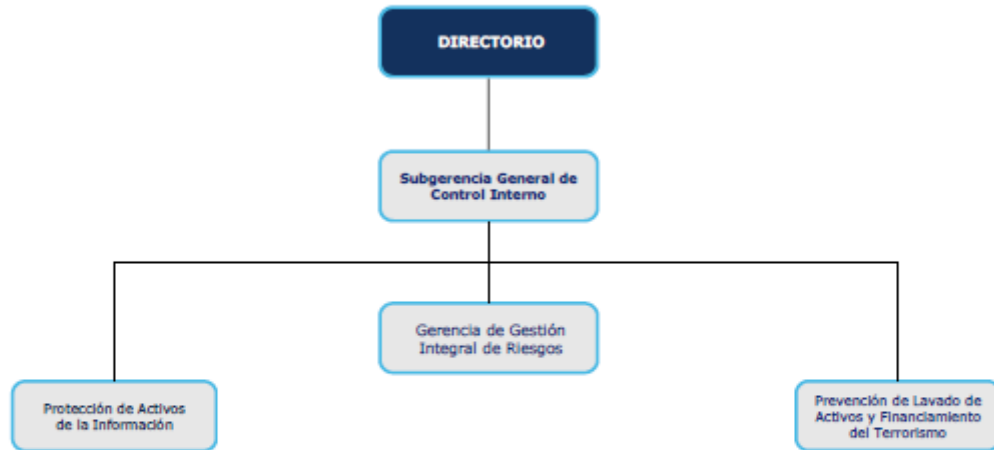 DIRECTORIO
Subgerencia General de
Control Interno
Gerencia de Gestión
Integral de Riesgos
Protección de Activos
de la Información
Prevención de Lavado de
Activos y Financiamiento
del Terrorismo